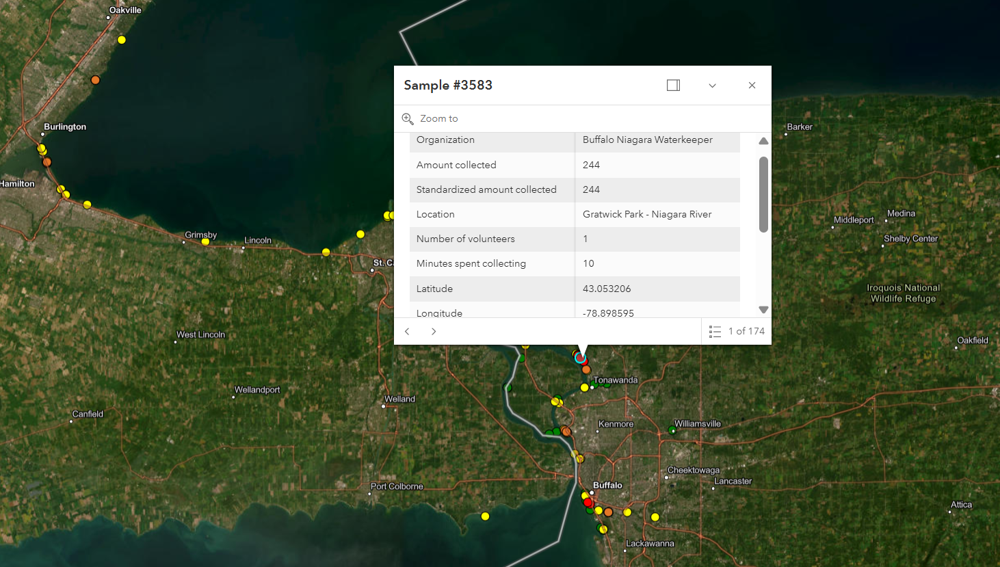 Oakville
Burlington
Hamilton
Grimsby
Lincoln
St. Ca
West Lincoln
Wellandport
Canfield
Welland
Port Colborne
Sample #3583
Zoom to
Organization Buffalo Niagara Waterkeeper
Amount collected 244
Standardized amount collected 244
Location Gratwick Park - Niagara River
Number of volunteers 1
Minutes spent collecting 10
Latitude 43.053206
Longitude -78.898595
1 of 174
Barker
Medina
Middleport
Shelby Center
Iroquois National
Wildlife Refuge
Oakfield
Tonawanda
Kenmore
Williamsville
Cheektowaga
Lancaster
Buffalo
Attica
Lackawanna